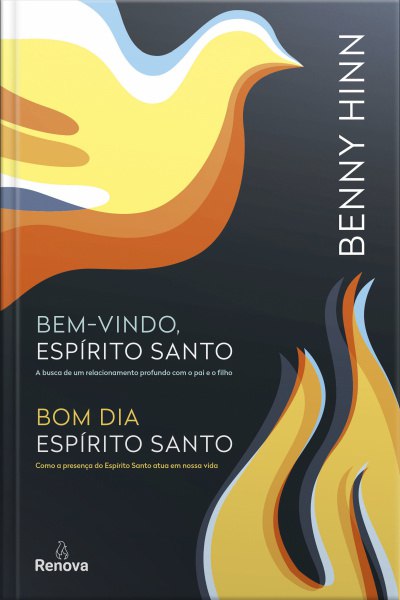 BENNY HINN
BEM-VINDO,
ESPÍRITO SANTO
A busca de um relacionamento profundo com o pai e o filho
BOM DIA
ESPÍRITO SANTO
Como a presença do Espírito Santo atua em nossa vida
Renova